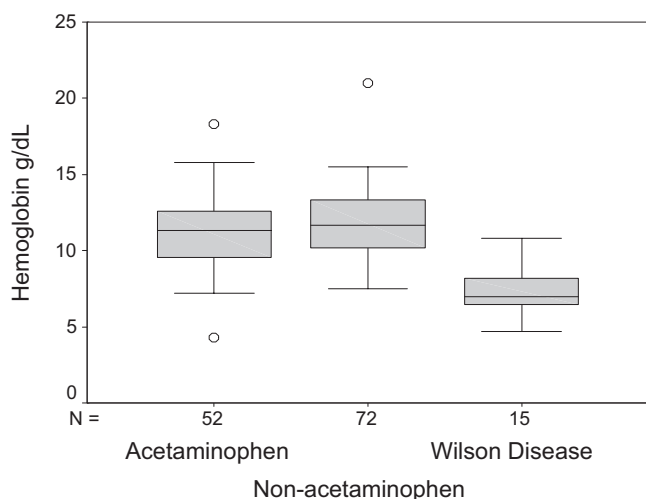 25
20
15
10
5
0
Hemoglobin g/dL
N = 52 72 15
Acetaminophen Wilson Disease
Non-acetaminophen